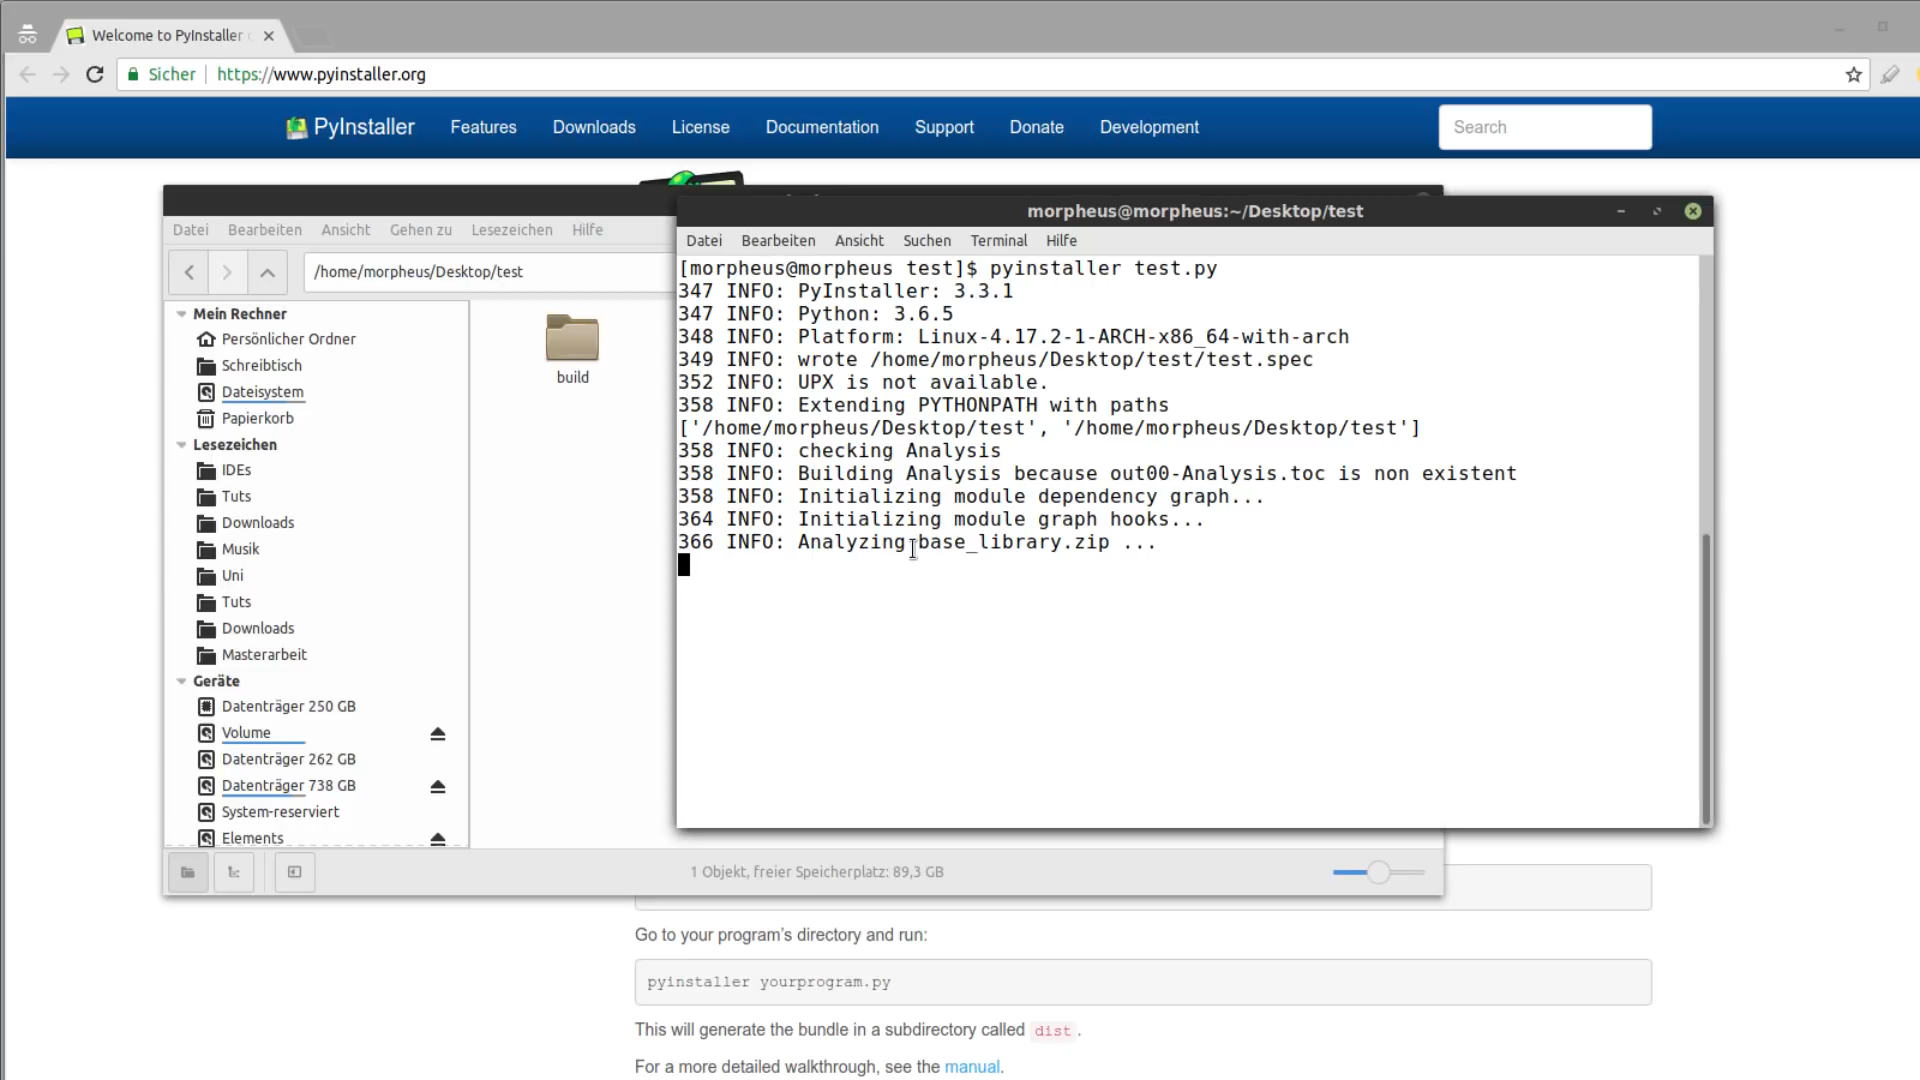 Welcome to PyInstaller
Sicher
https://www.pyinstaller.org
PyInstaller Features Downloads License Documentation Support Donate Development
Search
Datei Bearbeiten Ansicht Gehen zu Lesezeichen Hilfe
/home/morpheus/Desktop/test
Mein Rechner
Persönlicher Ordner
Schreibtisch
Dateisystem
Papierkorb
Lesezeichen
IDEs
Tuts
Downloads
Musik
Uni
Tuts
Downloads
Masterarbeit
Geräte
Datenträger 250 GB
Volume
Datenträger 262 GB
Datenträger 738 GB
System-reserviert
Elements
build
1 Objekt, freier Speicherplatz: 89,3 GB
morpheus@morpheus:~/Desktop/test
Datei Bearbeiten Ansicht Suchen Terminal Hilfe
[morpheus@morpheus test]$ pyinstaller test.py
347 INFO: PyInstaller: 3.3.1
347 INFO: Python: 3.6.5
348 INFO: Platform: Linux-4.17.2-1-ARCH-x86_64-with-arch
349 INFO: wrote /home/morpheus/Desktop/test/test.spec
352 INFO: UPX is not available.
358 INFO: Extending PYTHONPATH with paths
['/home/morpheus/Desktop/test', '/home/morpheus/Desktop/test']
358 INFO: checking Analysis
358 INFO: Building Analysis because out00-Analysis.toc is non existent
358 INFO: Initializing module dependency graph...
364 INFO: Initializing module graph hooks...
366 INFO: Analyzing base_library.zip ...
Go to your program’s directory and run:
pyinstaller yourprogram.py
This will generate the bundle in a subdirectory called dist.
For a more detailed walkthrough, see the manual.